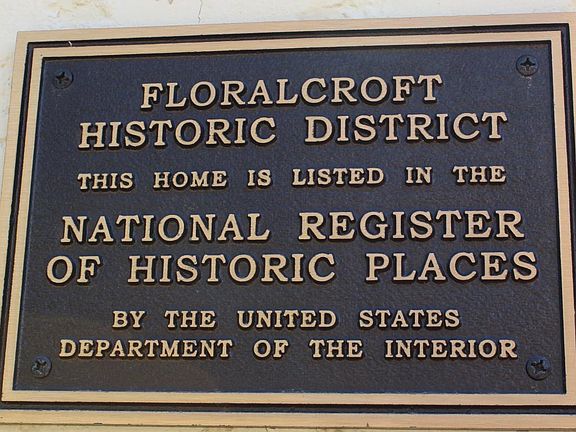 FLORALCROFT
HISTORIC DISTRICT
THIS HOME IS LISTED IN THE
NATIONAL REGISTER
OF HISTORIC PLACES
BY THE UNITED STATES
DEPARTMENT OF THE INTERIOR